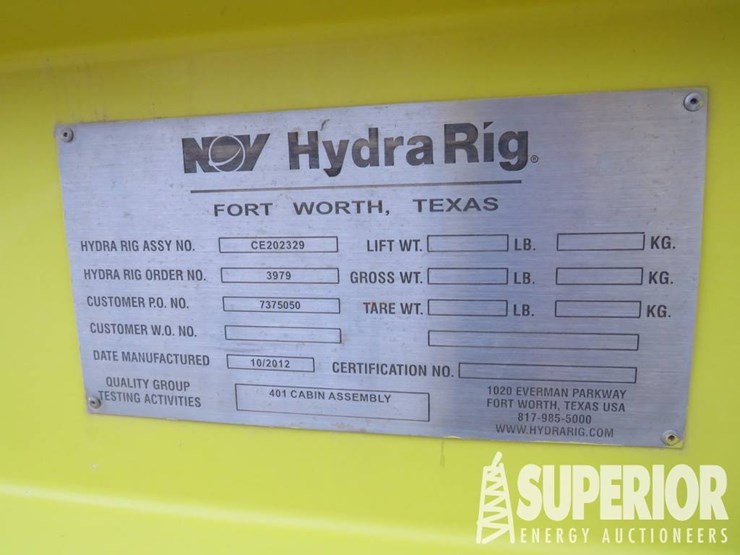 NOV HydraRig®
FORT WORTH, TEXAS
HYDRA RIG ASSY NO. CE202329 LIFT WT. LB. KG.
HYDRA RIG ORDER NO. 3979 GROSS WT. LB. KG.
CUSTOMER P.O. NO. 7375050 TARE WT. LB. KG.
CUSTOMER W.O. NO.
DATE MANUFACTURED 10/2012 CERTIFICATION NO.
QUALITY GROUP
TESTING ACTIVITIES
401 CABIN ASSEMBLY
1020 EVERMAN PARKWAY
FORT WORTH, TEXAS USA
817-985-5000
WWW.HYDRARIG.COM
SUPERIOR
ENERGY AUCTIONEERS